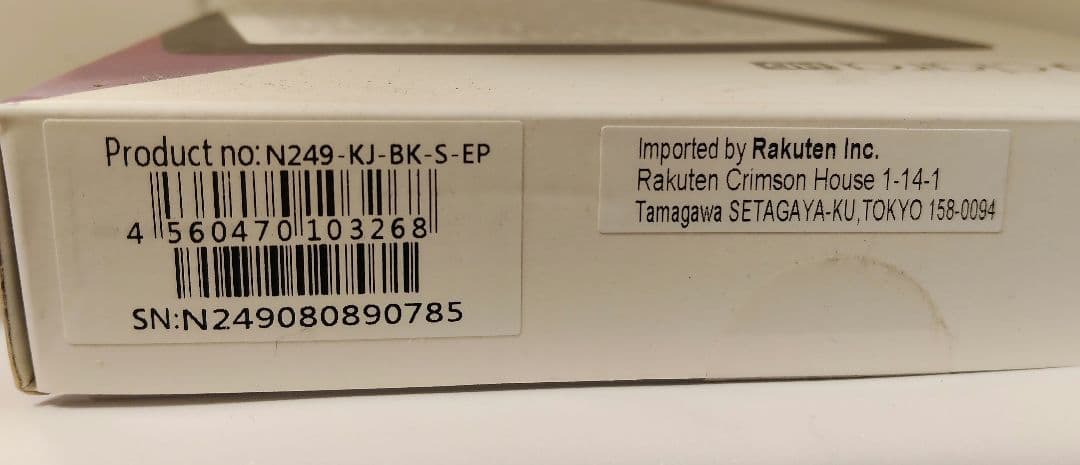 Product no: N249-KJ-BK-S-EP
4 560470 103268
SN:N249080890785
Imported by Rakuten Inc.
Rakuten Crimson House 1-14-1
Tamagawa SETAGAYA-KU,TOKYO 158-0094